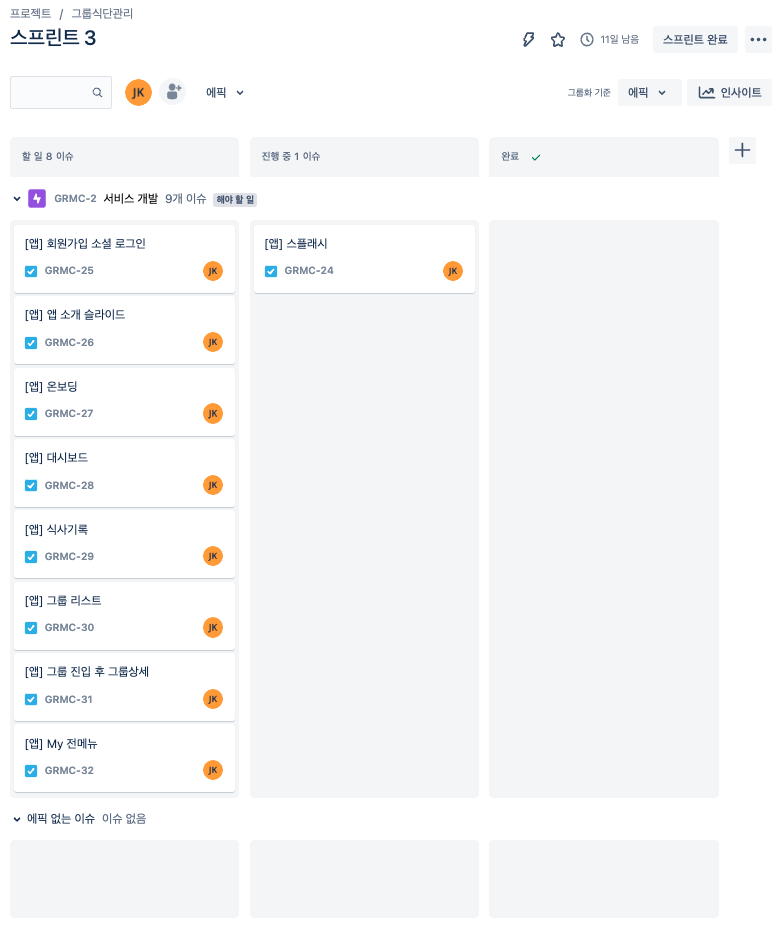 프로젝트 / 그룹식단관리
스프린트 3
11일 남음
스프린트 완료
JK
에픽
그룹화 기준
에픽
인사이트
할 일 8 이슈
진행 중 1 이슈
완료
GRMC-2 서비스 개발 9개 이슈 해야 할 일
[앱] 회원가입 소셜 로그인
GRMC-25 JK
[앱] 앱 소개 슬라이드
GRMC-26 JK
[앱] 온보딩
GRMC-27 JK
[앱] 대시보드
GRMC-28 JK
[앱] 식사기록
GRMC-29 JK
[앱] 그룹 리스트
GRMC-30 JK
[앱] 그룹 진입 후 그룹상세
GRMC-31 JK
[앱] My 전메뉴
GRMC-32 JK
[앱] 스플래시
GRMC-24 JK
에픽 없는 이슈 이슈 없음